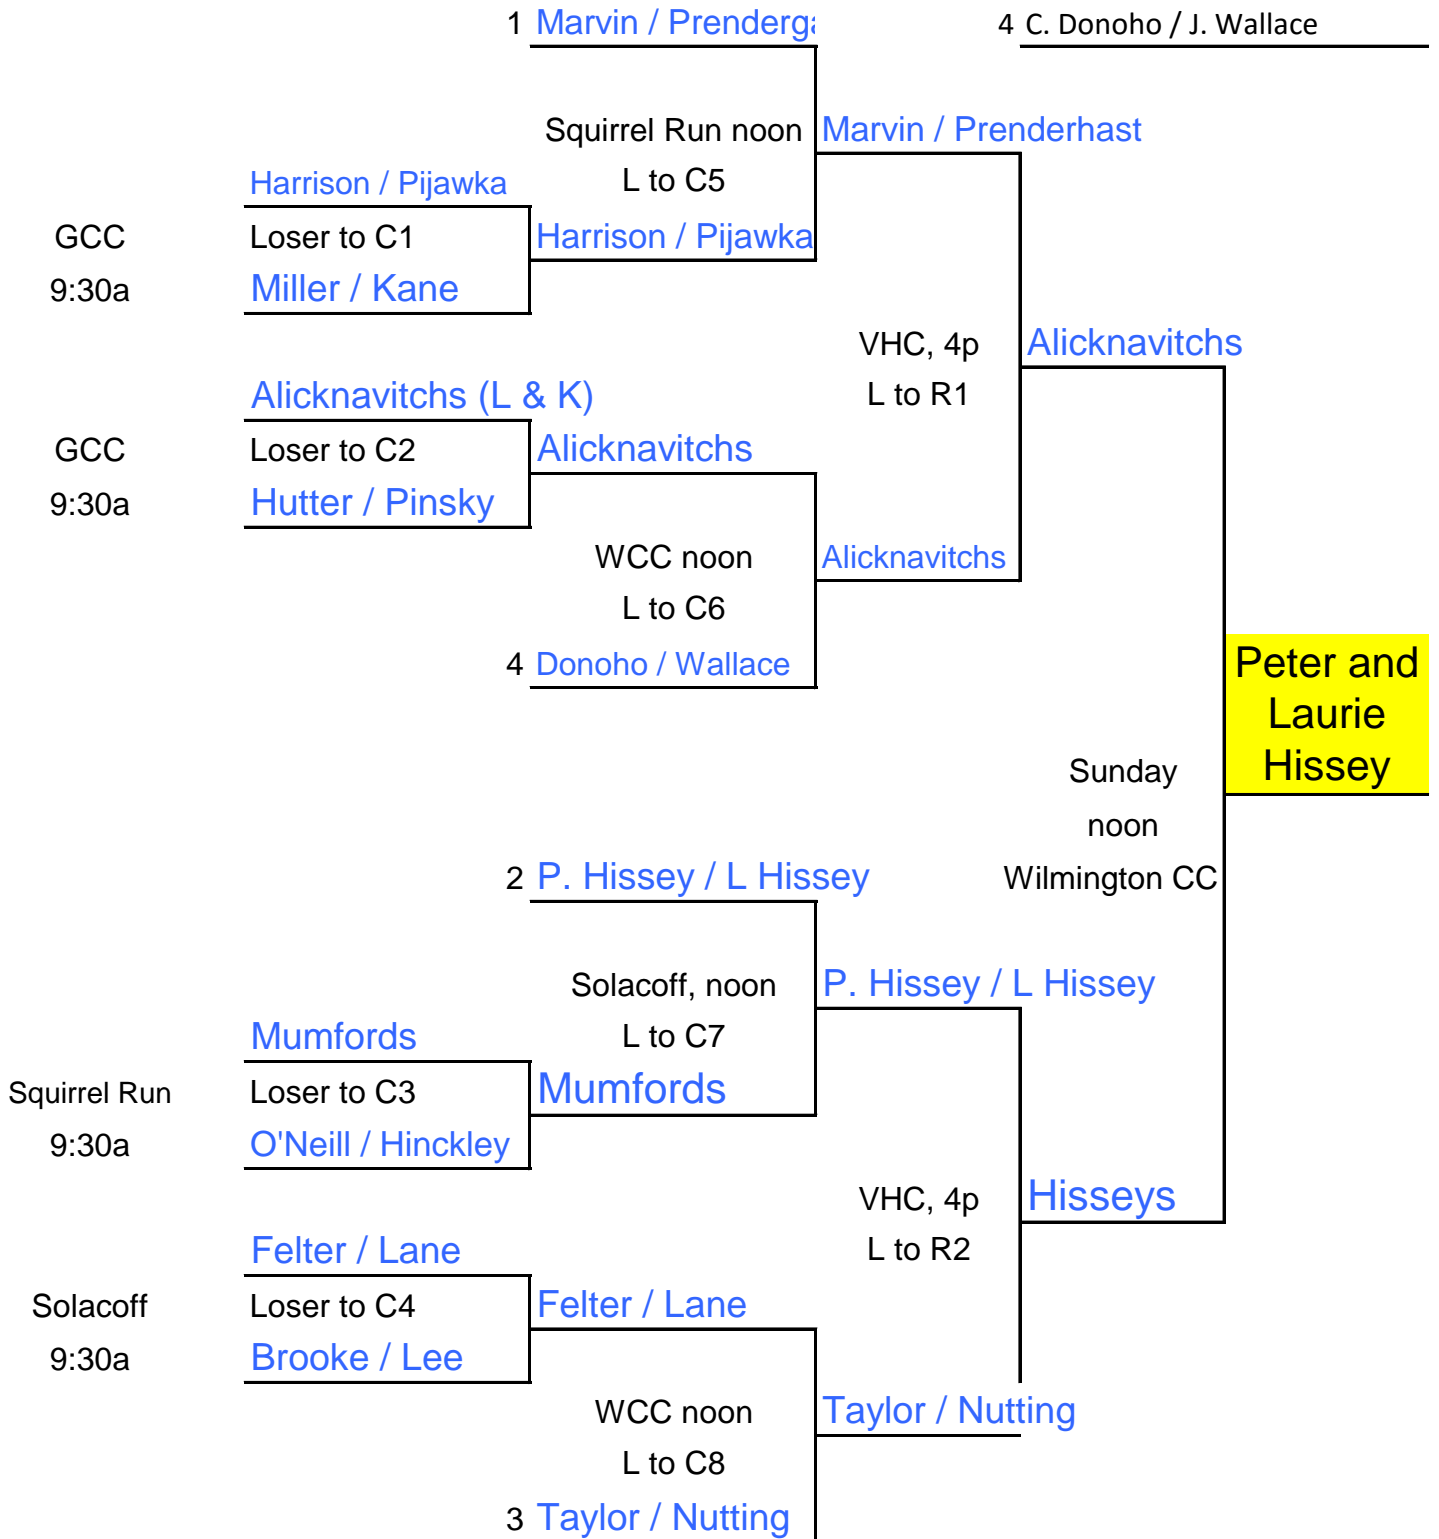 1 Marvin / Prenderga
4 C. Donoho / J. Wallace
Squirrel Run noon
Marvin / Prenderhast
Harrison / Pijawka
L to C5
GCC
Loser to C1
Harrison / Pijawka
9:30a
Miller / Kane
VHC, 4p
Alicknavitchs
Alicknavitchs (L & K)
L to R1
GCC
Loser to C2
Alicknavitchs
9:30a
Hutter / Pinsky
WCC noon
Alicknavitchs
L to C6
4 Donoho / Wallace
Peter and
Laurie
Hissey
Sunday
noon
2 P. Hissey / L Hissey
Wilmington CC
Solacoff, noon
P. Hissey / L Hissey
Mumfords
L to C7
Squirrel Run
Loser to C3
Mumfords
9:30a
O'Neill / Hinckley
VHC, 4p
Hisseys
Felter / Lane
L to R2
Solacoff
Loser to C4
Felter / Lane
9:30a
Brooke / Lee
WCC noon
Taylor / Nutting
L to C8
3 Taylor / Nutting